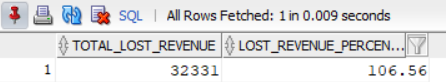 SQL | All Rows Fetched: 1 in 0.009 seconds
TOTAL_LOST_REVENUE LOST_REVENUE_PERCEN...
1 32331 106.56